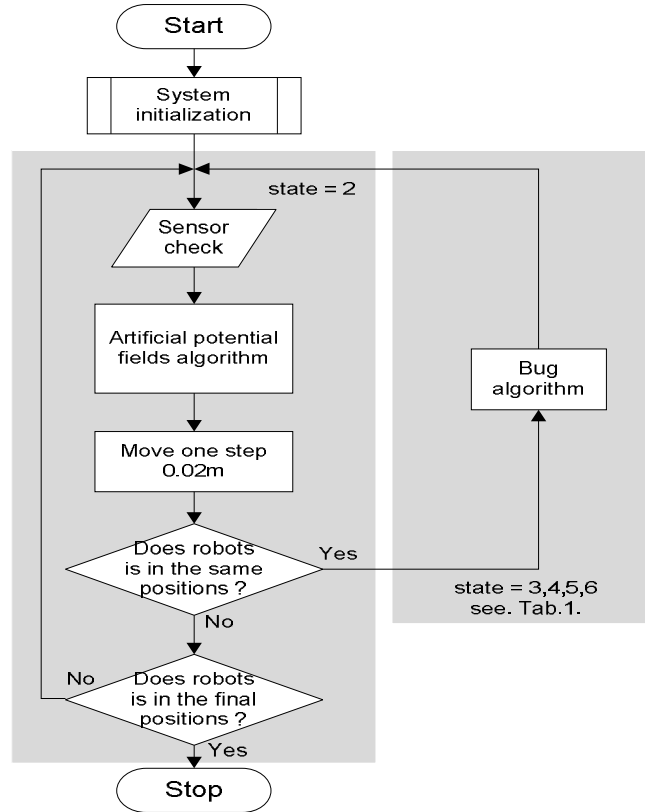 Start
System
initialization
state = 2
Sensor
check
Artificial potential
fields algorithm
Bug
algorithm
Move one step
0.02m
Does robots
is in the same
positions ?
Yes
state = 3,4,5,6
see. Tab.1.
No
No
Does robots
is in the final
positions ?
Yes
Stop